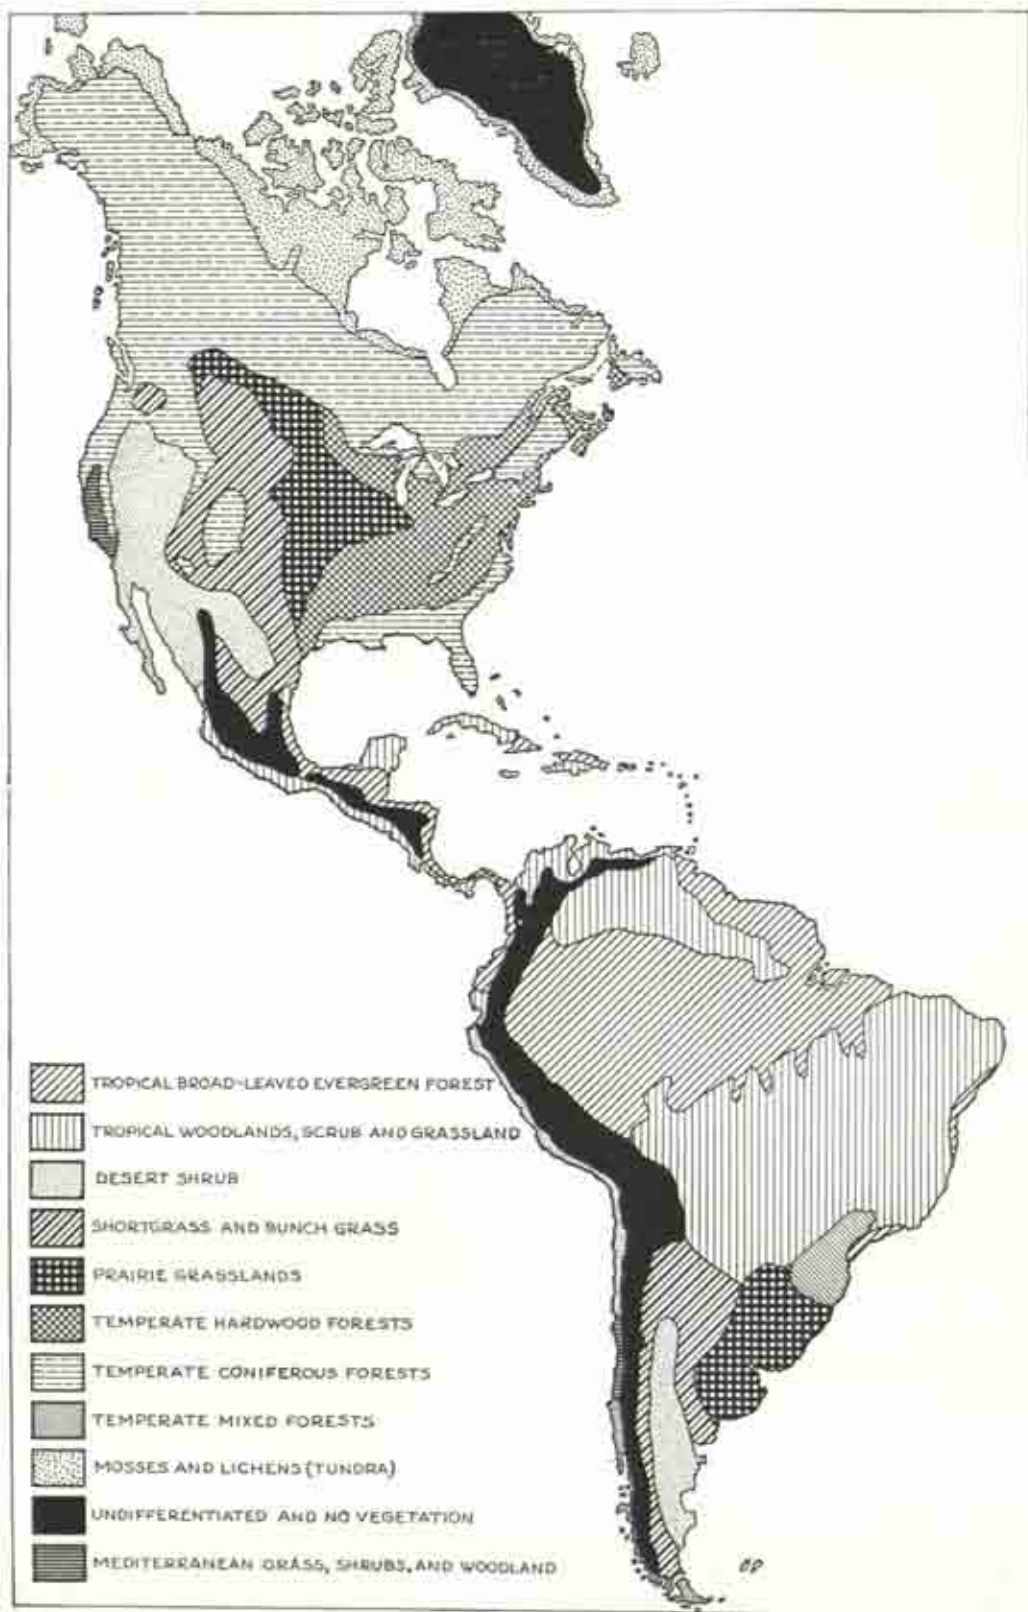 TROPICAL BROAD-LEAVED EVERGREEN FOREST
TROPICAL WOODLANDS, SCRUB AND GRASSLAND
DESERT SHRUB
SHORTGRASS AND BUNCH GRASS
PRAIRIE GRASSLANDS
TEMPERATE HARDWOOD FORESTS
TEMPERATE CONIFEROUS FORESTS
TEMPERATE MIXED FORESTS
MOSSES AND LICHENS (TUNDRA)
UNDIFFERENTIATED AND NO VEGETATION
MEDITERRANEAN GRASS, SHRUBS, AND WOODLAND